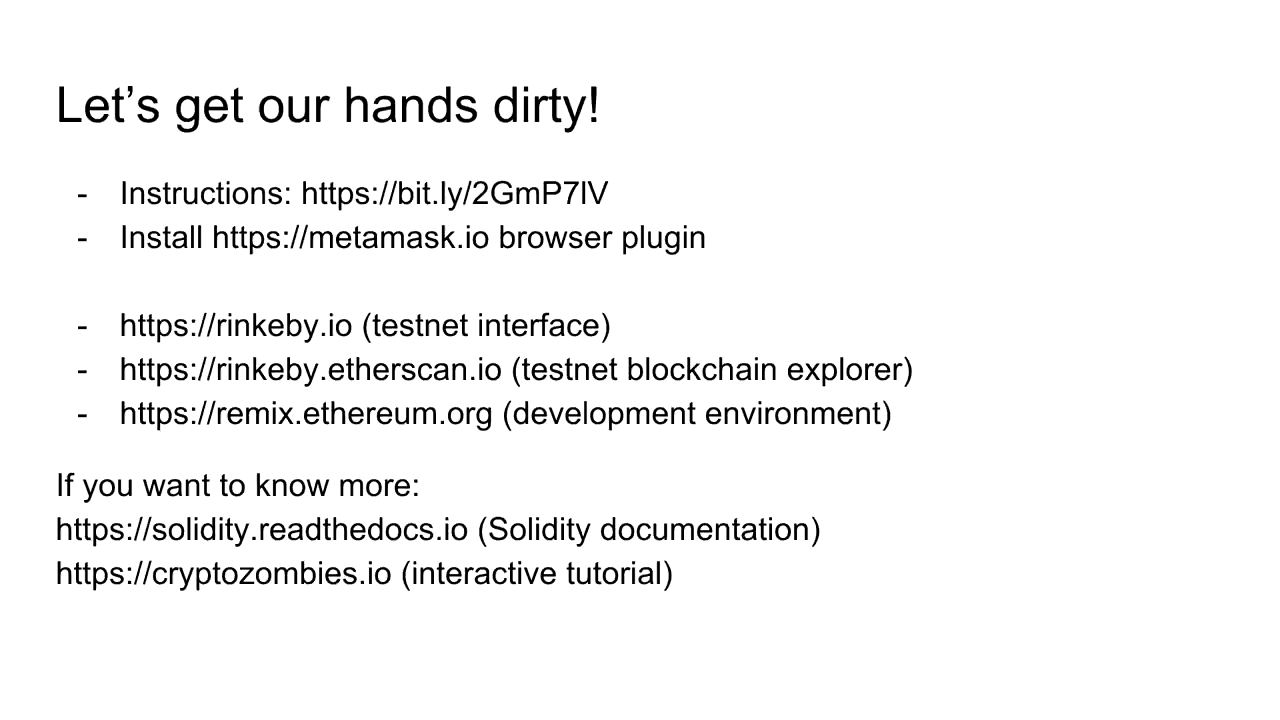 Let’s get our hands dirty!
- Instructions: https://bit.ly/2GmP7lV
- Install https://metamask.io browser plugin
- https://rinkeby.io (testnet interface)
- https://rinkeby.etherscan.io (testnet blockchain explorer)
- https://remix.ethereum.org (development environment)
If you want to know more:
https://solidity.readthedocs.io (Solidity documentation)
https://cryptozombies.io (interactive tutorial)